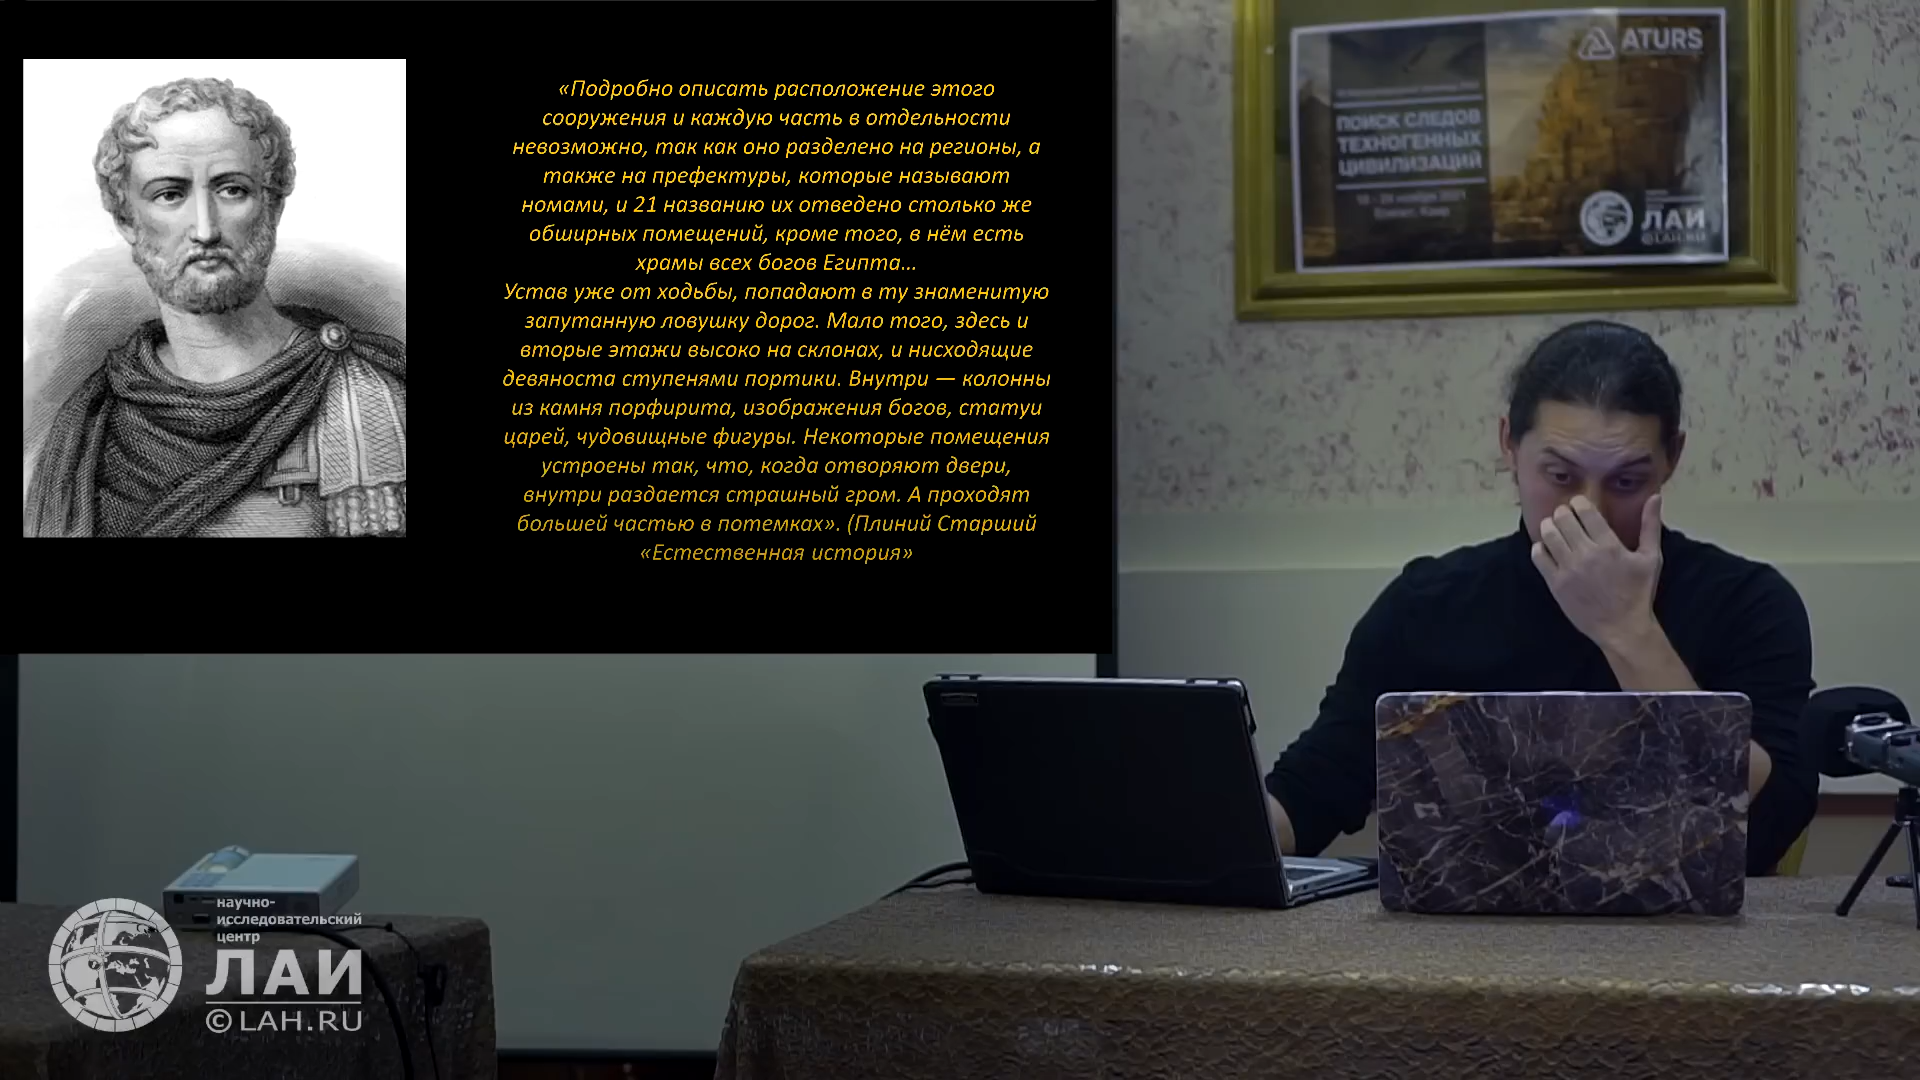 «Подробно описать расположение этого
сооружения и каждую часть в отдельности
невозможно, так как оно разделено на регионы, а
также на префектуры, которые называют
номами, и 21 названию их отведено столько же
обширных помещений, кроме того, в нём есть
храмы всех богов Египта...
Устав уже от ходьбы, попадают в ту знаменитую
запутанную ловушку дорог. Мало того, здесь и
вторые этажи высоко на склонах, и нисходящие
девяноста ступенями портики. Внутри — колонны
из камня порфирита, изображения богов, статуи
царей, чудовищные фигуры. Некоторые помещения
устроены так, что, когда отворяют двери,
внутри раздается страшный гром. А проходят
большей частью в потемках». (Плиний Старший
«Естественная история»
ATURS
ПОИСК СЛЕДОВ
ТЕХНОГЕННЫХ
ЦИВИЛИЗАЦИЙ
ЛАИ
©LAH.RU
научно-
исследовательский
центр
ЛАИ
©LAH.RU